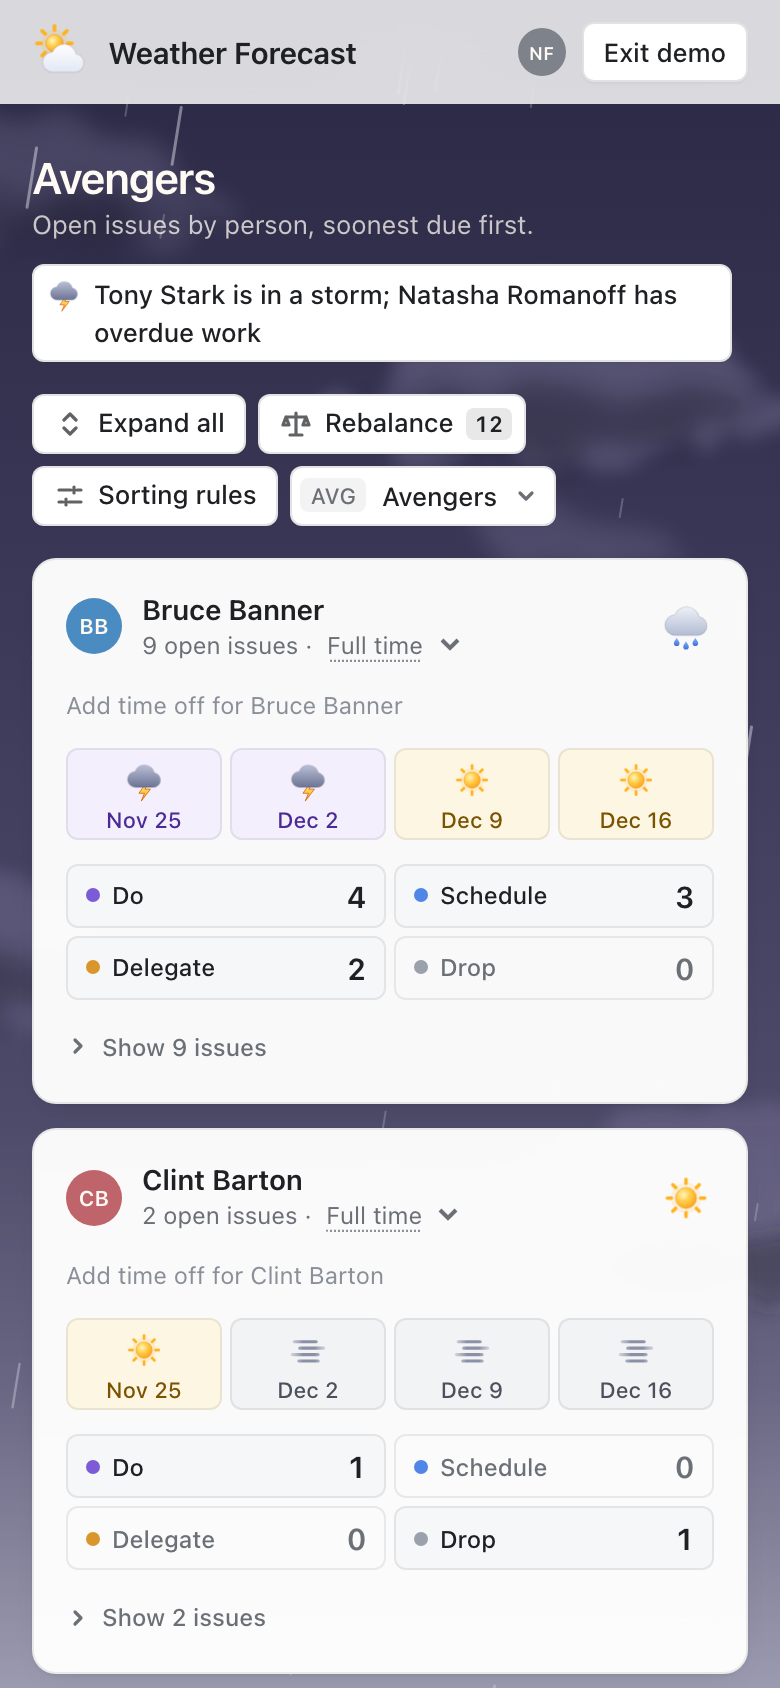 Weather Forecast
NF
Exit demo
Avengers
Open issues by person, soonest due first.
Tony Stark is in a storm; Natasha Romanoff has
overdue work
Expand all
Rebalance 12
Sorting rules
AVG Avengers
BB
Bruce Banner
9 open issues · Full time
Add time off for Bruce Banner
Nov 25
Dec 2
Dec 9
Dec 16
Do 4
Schedule 3
Delegate 2
Drop 0
Show 9 issues
CB
Clint Barton
2 open issues · Full time
Add time off for Clint Barton
Nov 25
Dec 2
Dec 9
Dec 16
Do 1
Schedule 0
Delegate 0
Drop 1
Show 2 issues